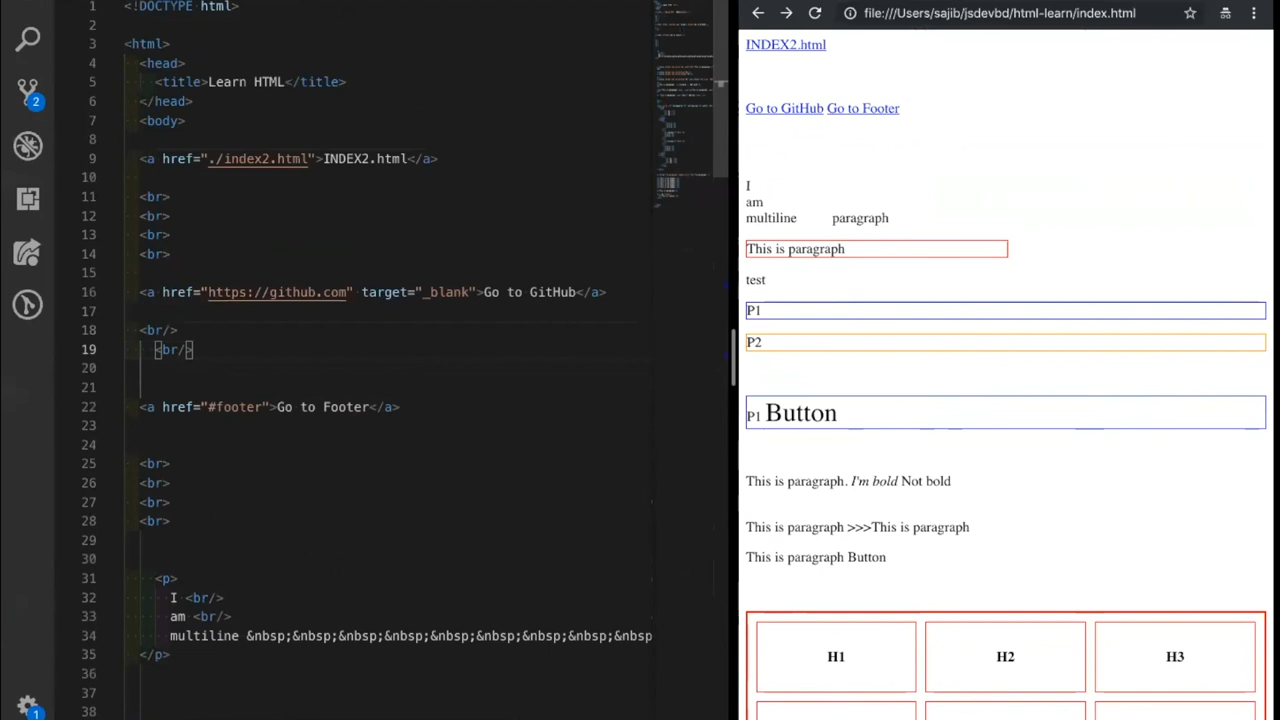 1 <!DOCTYPE html>
2
3 <html>
4 <head>
5 <title>Learn HTML</title>
6 </head>
7 <body>
8
9 <a href="./index2.html">INDEX2.html</a>
10
11 <br>
12 <br>
13 <br>
14 <br>
15
16 <a href="https://github.com" target="_blank">Go to GitHub</a>
17
18 <br/>
19 <br/>
20
21
22 <a href="#footer">Go to Footer</a>
23
24
25 <br>
26 <br>
27 <br>
28 <br>
29
30
31 <p>
32 I <br/>
33 am <br/>
34 multiline &nbsp;&nbsp;&nbsp;&nbsp;&nbsp;&nbsp;&nbsp;&nbsp;&nbsp
35 </p>
36
37
38
2
1
file:///Users/sajib/jsdevbd/html-learn/index.html
INDEX2.html
Go to GitHub Go to Footer
I
am
multiline paragraph
This is paragraph
test
P1
P2
P1 Button
This is paragraph. I'm bold Not bold
This is paragraph >>>This is paragraph
This is paragraph Button
H1 H2 H3